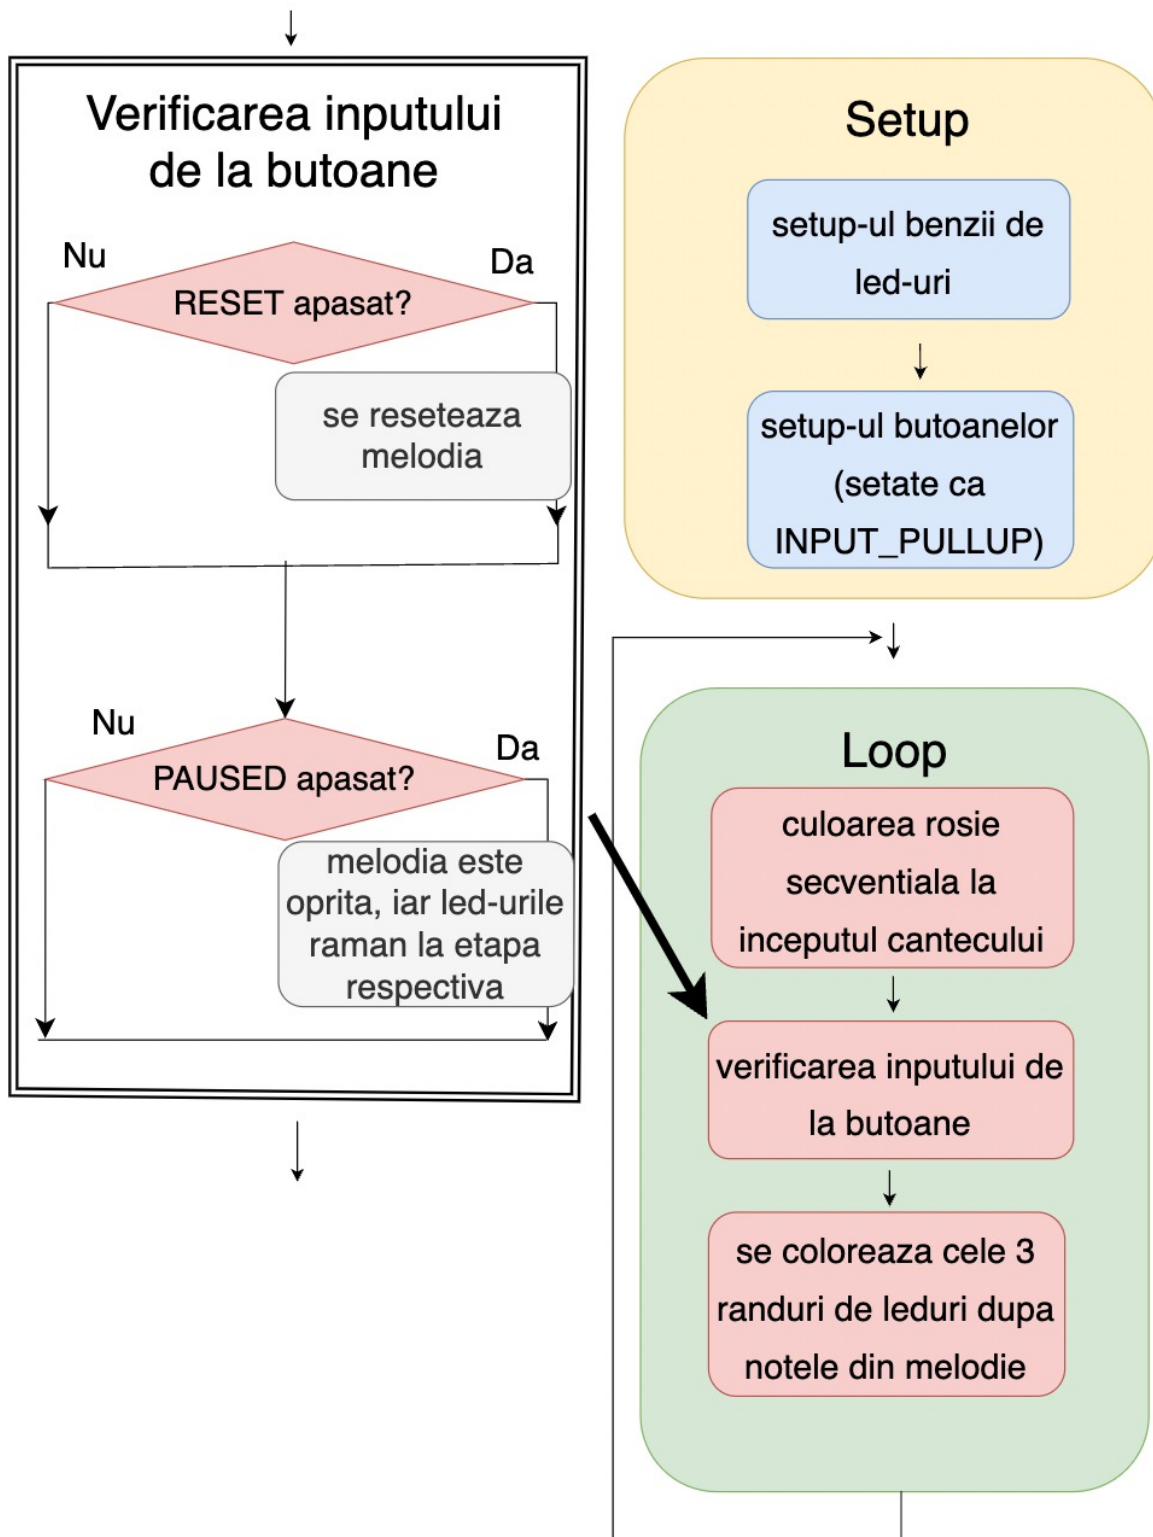 Verificarea inputului
de la butoane
Nu
Da
RESET apasat?
se reseteaza
melodia
Nu
Da
PAUSED apasat?
melodia este
oprita, iar led-urile
raman la etapa
respectiva
Setup
setup-ul benzii de
led-uri
setup-ul butoanelor
(setate ca
INPUT_PULLUP)
Loop
culoarea rosie
secventiala la
inceputul cantecului
verificarea inputului de
la butoane
se coloreaza cele 3
randuri de leduri dupa
notele din melodie